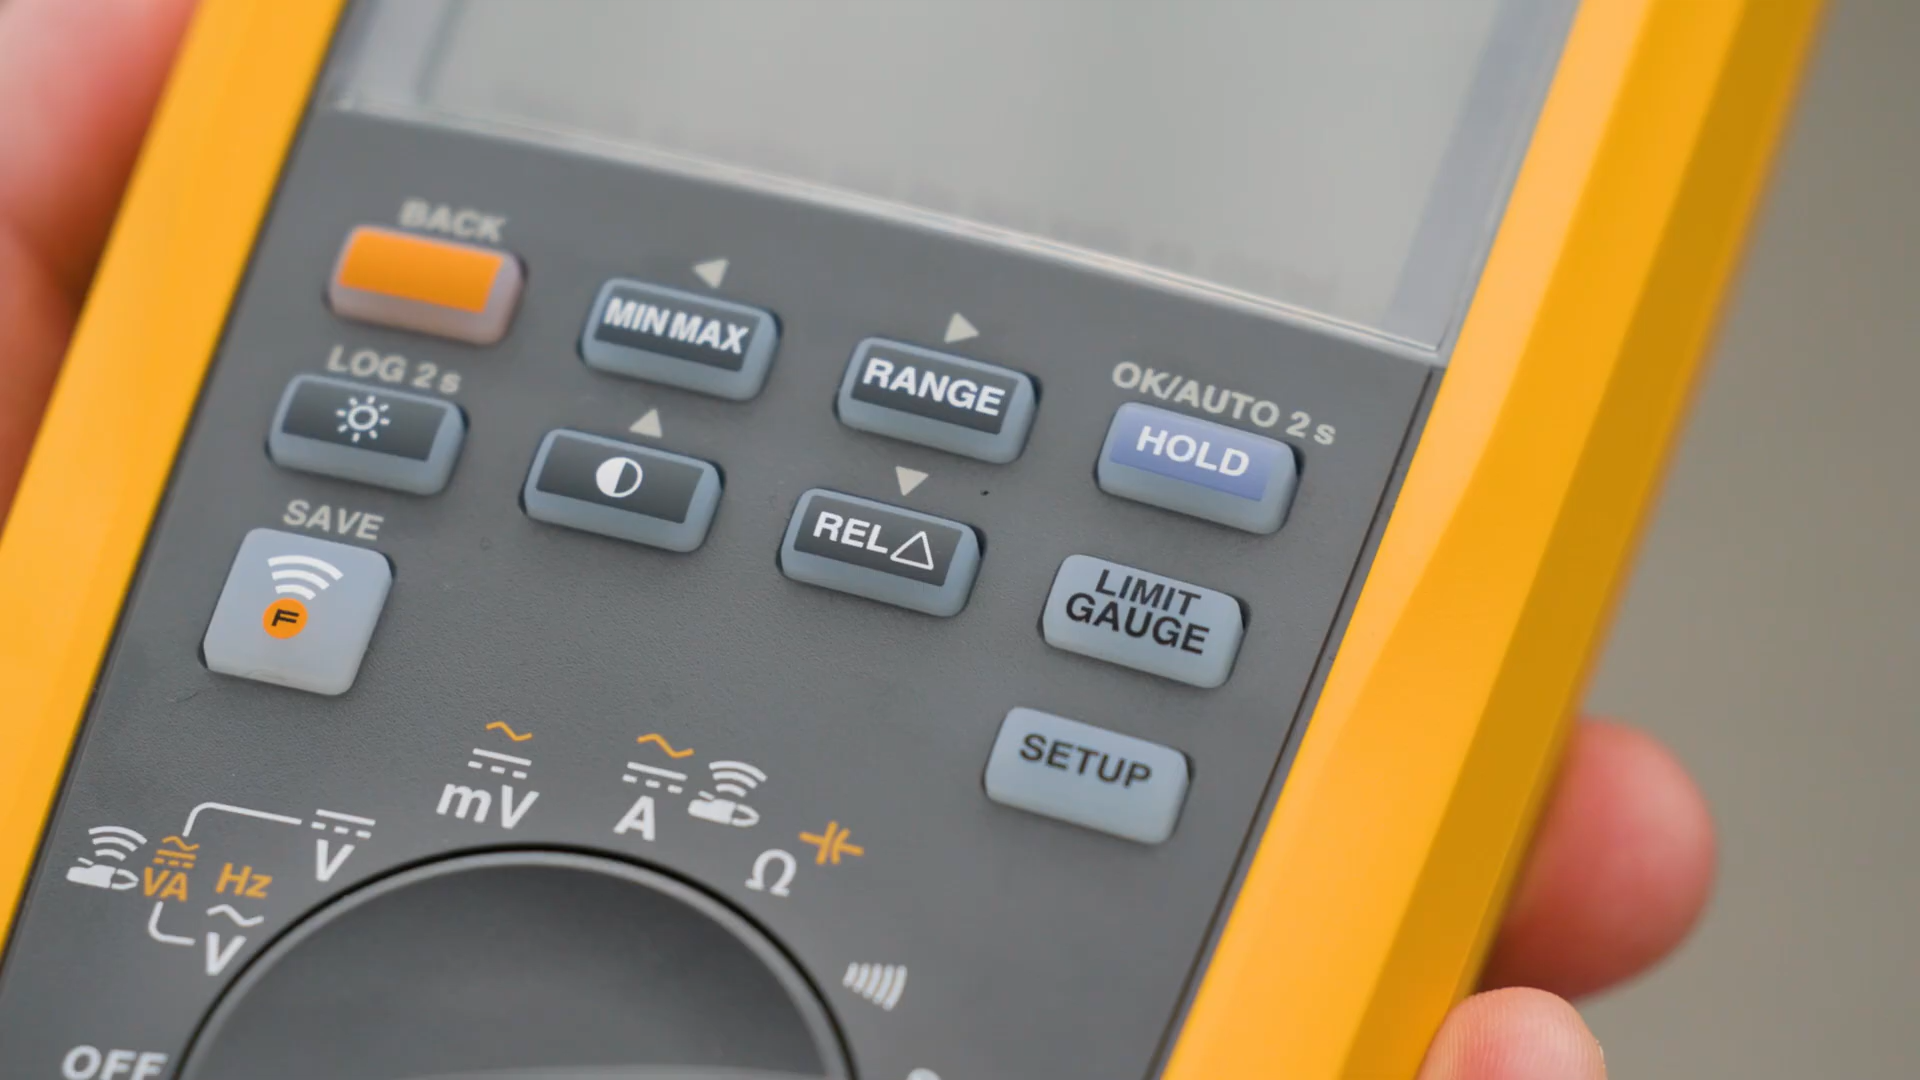 BACK
MIN MAX
RANGE
OK/AUTO 2 s
HOLD
LOG 2 s
REL△
SAVE
F
LIMIT
GAUGE
SETUP
mV
A
Ω
V
VA
Hz
V
OFF